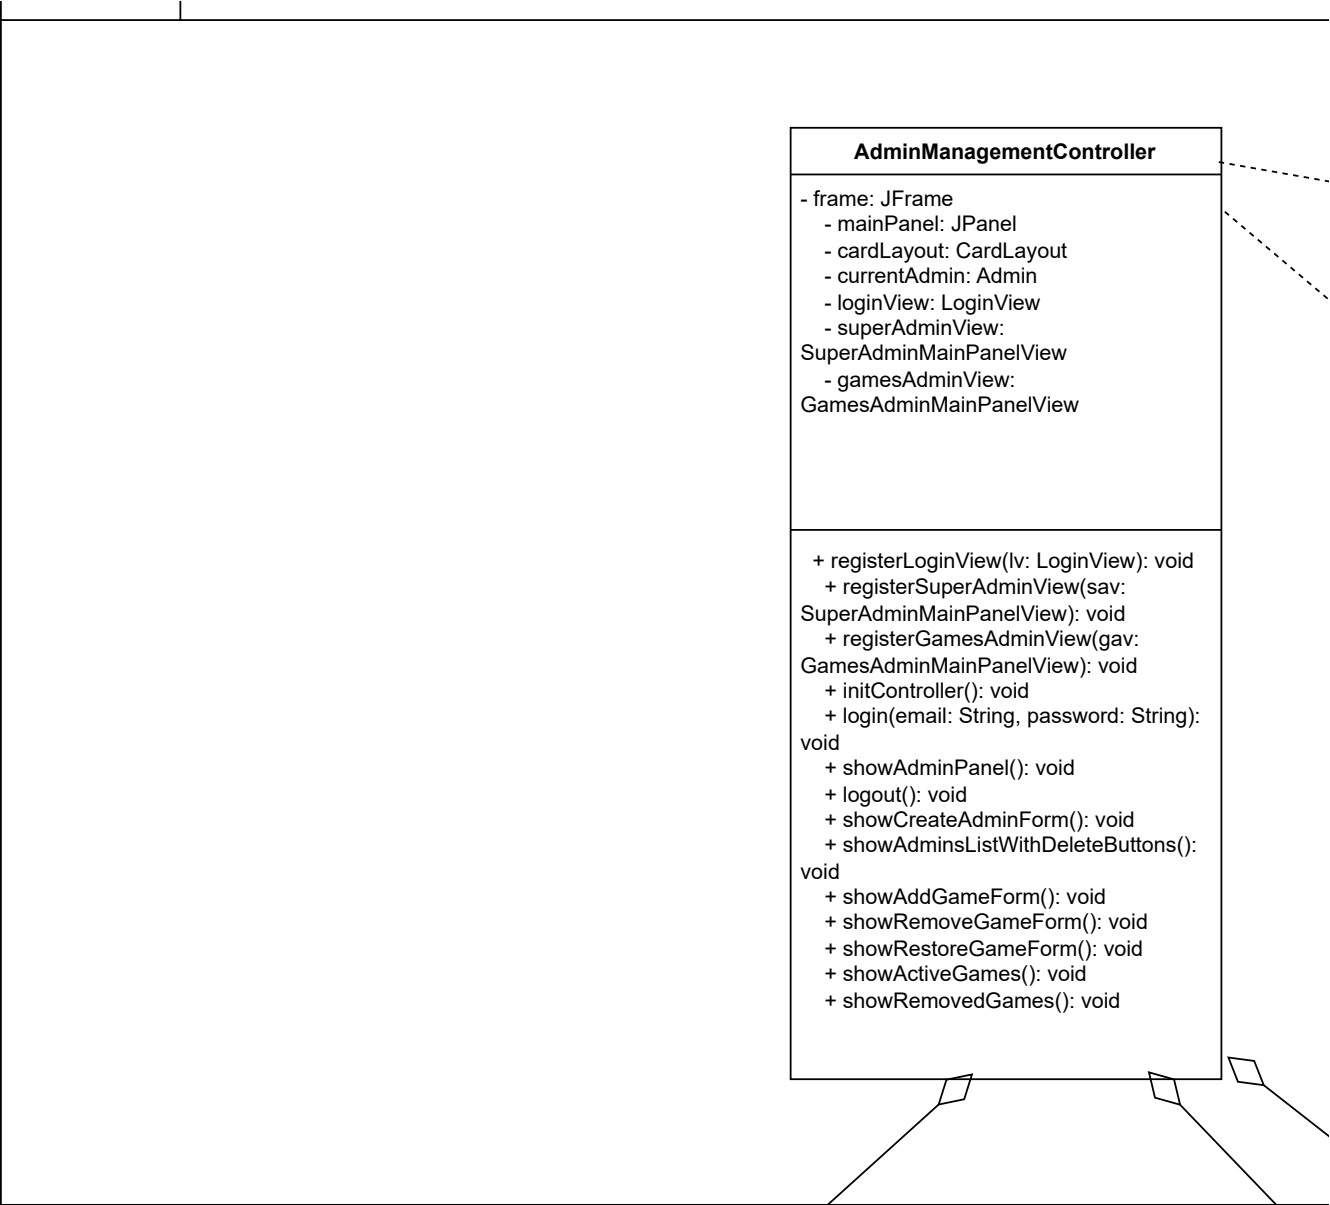 AdminManagementController
- frame: JFrame
- mainPanel: JPanel
- cardLayout: CardLayout
- currentAdmin: Admin
- loginView: LoginView
- superAdminView:
SuperAdminMainPanelView
- gamesAdminView:
GamesAdminMainPanelView
+ registerLoginView(lv: LoginView): void
+ registerSuperAdminView(sav:
SuperAdminMainPanelView): void
+ registerGamesAdminView(gav:
GamesAdminMainPanelView): void
+ initController(): void
+ login(email: String, password: String):
void
+ showAdminPanel(): void
+ logout(): void
+ showCreateAdminForm(): void
+ showAdminsListWithDeleteButtons():
void
+ showAddGameForm(): void
+ showRemoveGameForm(): void
+ showRestoreGameForm(): void
+ showActiveGames(): void
+ showRemovedGames(): void